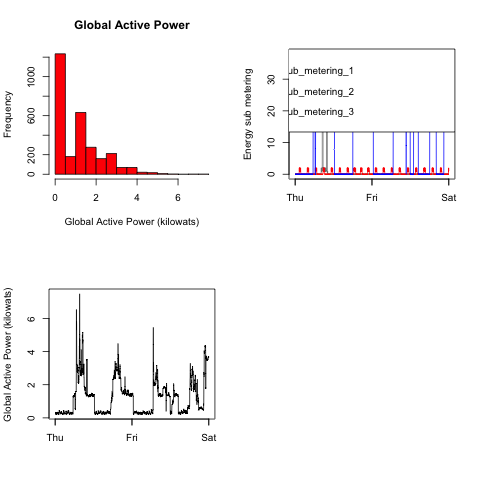 Global Active Power
Frequency
0 200 600 1000
0 2 4 6
Global Active Power (kilowats)
Energy sub metering
0 10 20 30
ub_metering_1
ub_metering_2
ub_metering_3
Thu Fri Sat
Global Active Power (kilowats)
0 2 4 6
Thu Fri Sat